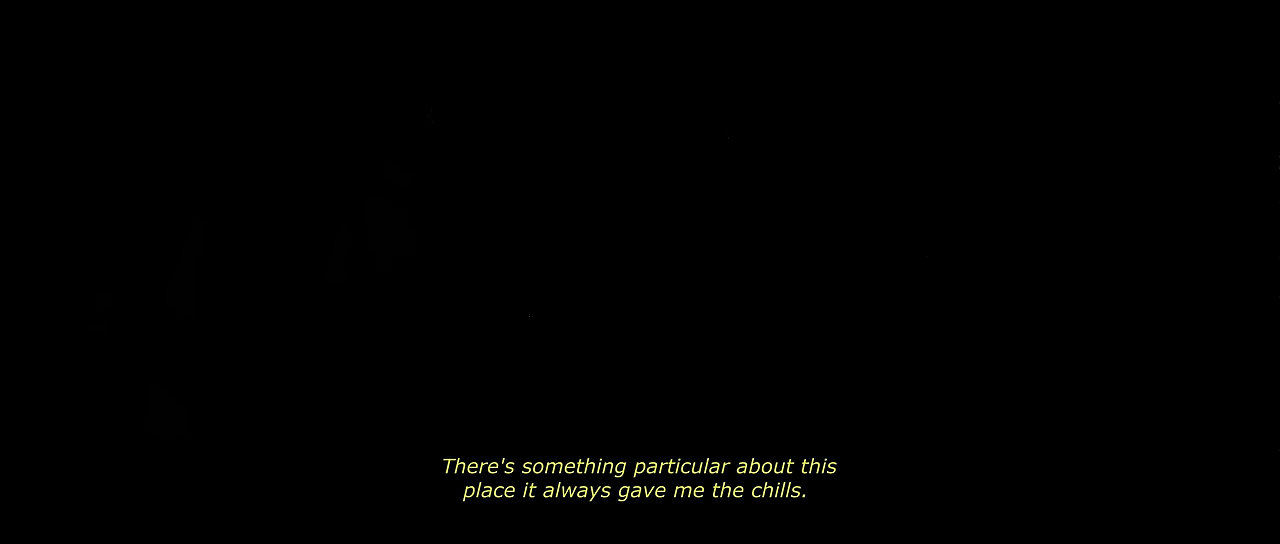 There's something particular about this
place it always gave me the chills.